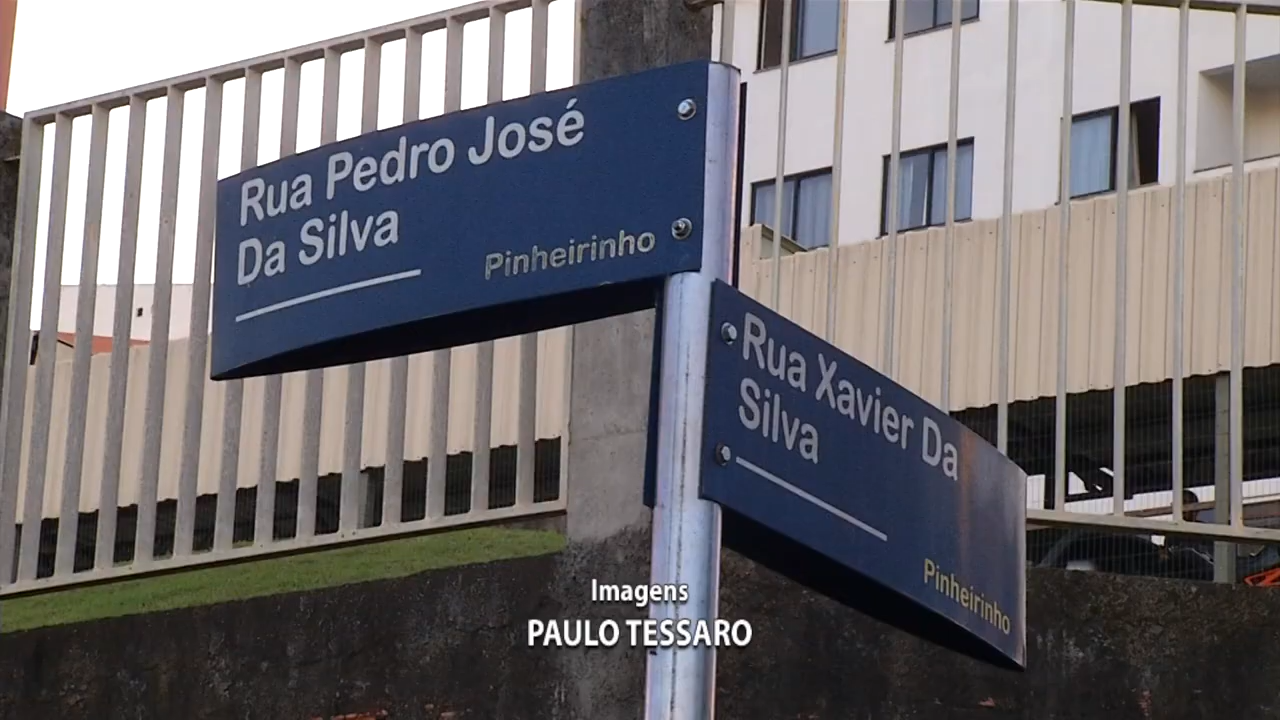 Rua Pedro José
Da Silva
Pinheirinho
Rua Xavier Da
Silva
Pinheirinho
Imagens
PAULO TESSARO